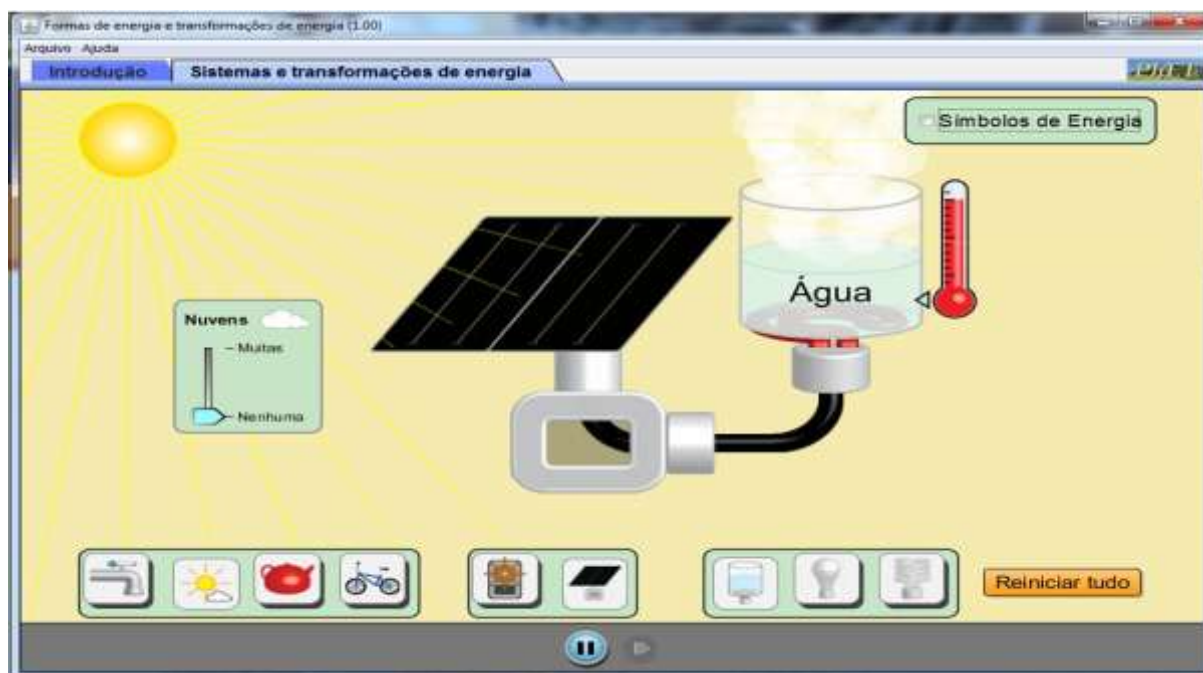 Formas de energia e transformações de energia (1.00)
Arquivo Ajuda
Introdução Sistemas e transformações de energia
Símbolos de Energia
Água
Nuvens
Muitas
Nenhuma
Reiniciar tudo